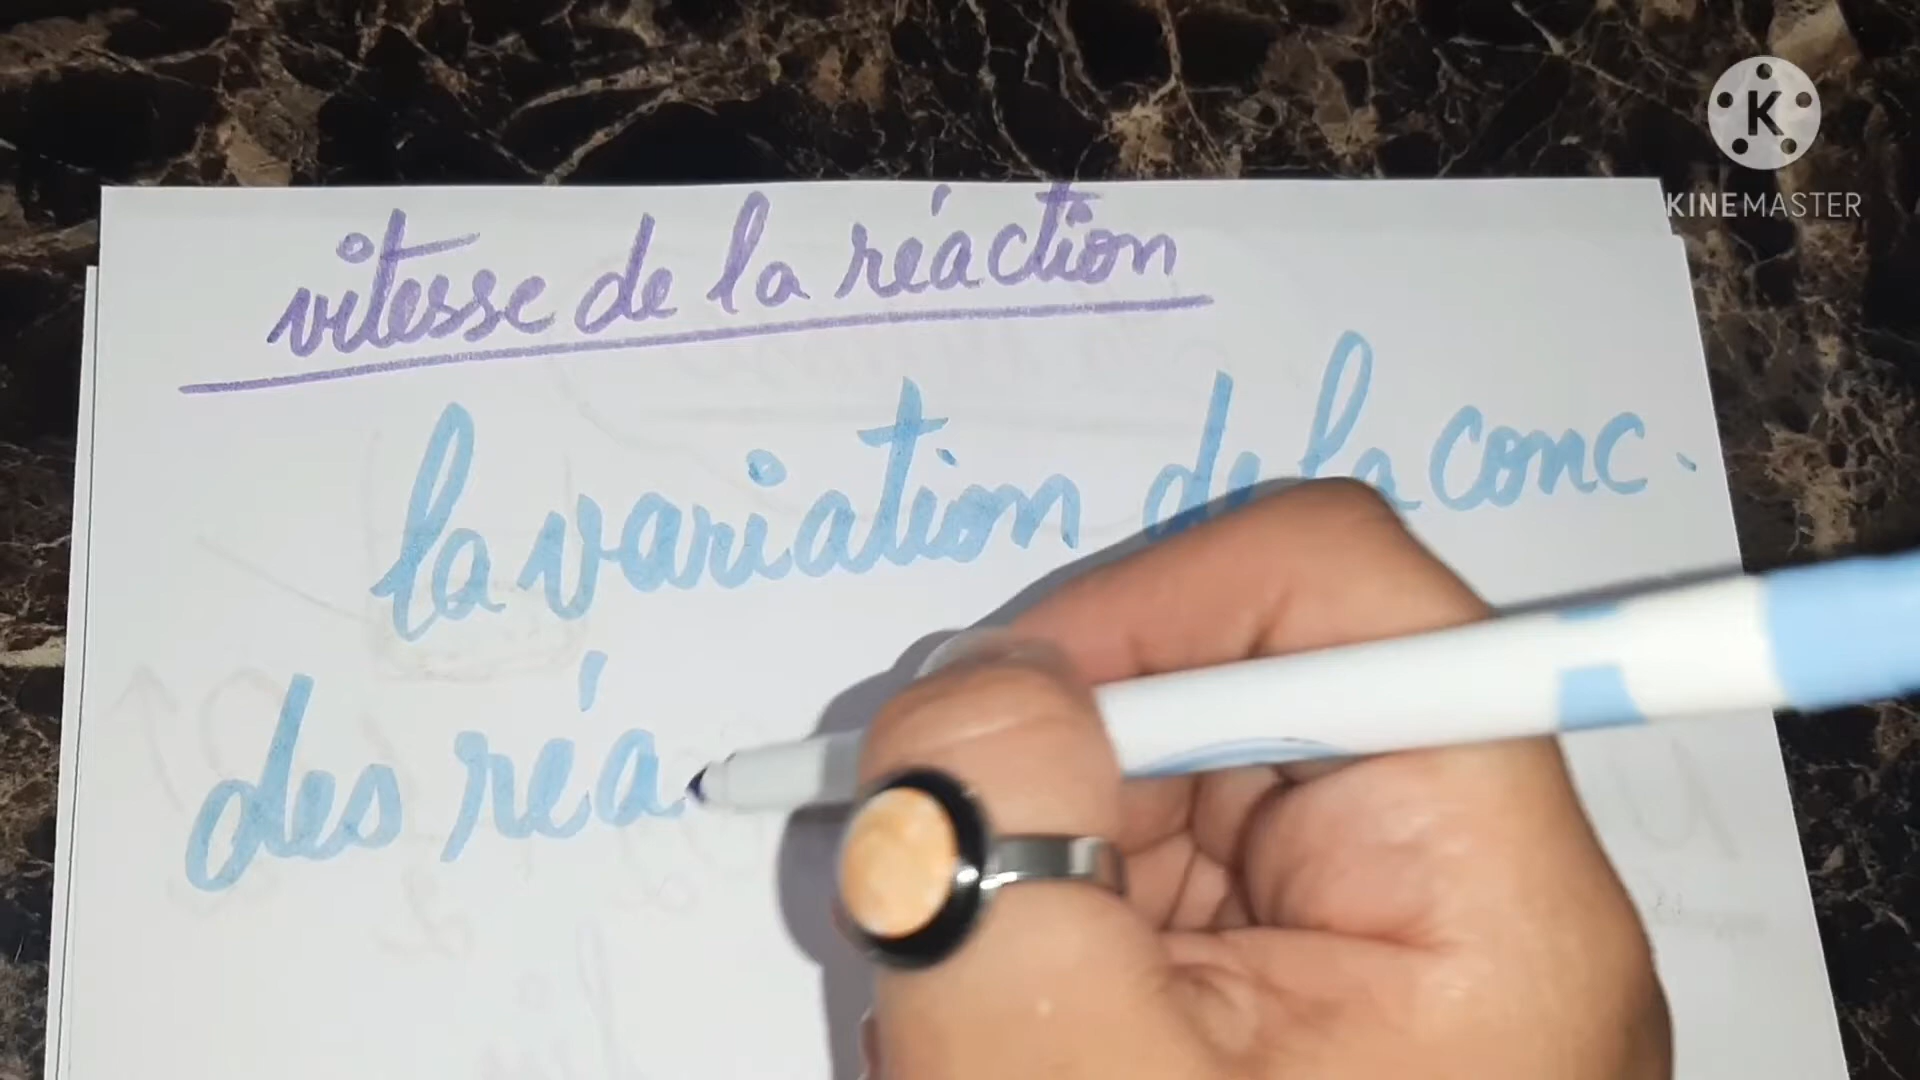 K
KINEMASTER
vitesse de la réaction
la variation de la conc.
des réa